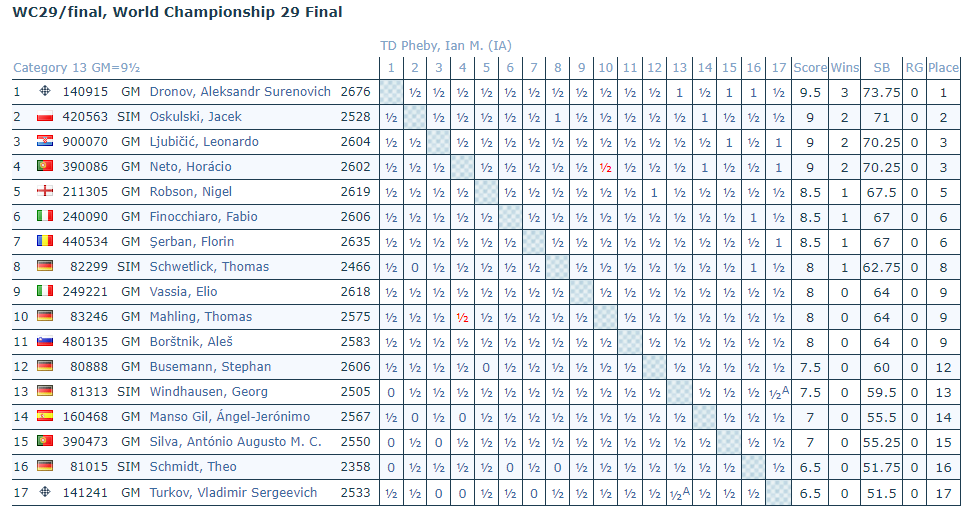 WC29/final, World Championship 29 Final
TD Pheby, Ian M. (IA)
Category 13 GM=9½ 1 2 3 4 5 6 7 8 9 10 11 12 13 14 15 16 17 Score Wins SB RG Place
1 140915 GM Dronov, Aleksandr Surenovich 2676 ½ ½ ½ ½ ½ ½ ½ ½ ½ ½ ½ 1 ½ 1 1 ½ 9.5 3 73.75 0 1
2 420563 SIM Oskulski, Jacek 2528 ½ ½ ½ ½ ½ ½ 1 ½ ½ ½ ½ ½ 1 ½ ½ ½ 9 2 71 0 2
3 900070 GM Ljubičić, Leonardo 2604 ½ ½ ½ ½ ½ ½ ½ ½ ½ ½ ½ ½ ½ 1 ½ 1 9 2 70.25 0 3
4 390086 GM Neto, Horácio 2602 ½ ½ ½ ½ ½ ½ ½ ½ ½ ½ ½ ½ 1 ½ ½ 1 9 2 70.25 0 3
5 211305 GM Robson, Nigel 2619 ½ ½ ½ ½ ½ ½ ½ ½ ½ ½ 1 ½ ½ ½ ½ ½ 8.5 1 67.5 0 5
6 240090 GM Finocchiaro, Fabio 2606 ½ ½ ½ ½ ½ ½ ½ ½ ½ ½ ½ ½ ½ ½ 1 ½ 8.5 1 67 0 6
7 440534 GM Şerban, Florin 2635 ½ ½ ½ ½ ½ ½ ½ ½ ½ ½ ½ ½ ½ ½ ½ 1 8.5 1 67 0 6
8 82299 SIM Schwetlick, Thomas 2466 ½ 0 ½ ½ ½ ½ ½ ½ ½ ½ ½ ½ ½ ½ 1 ½ 8 1 62.75 0 8
9 249221 GM Vassia, Elio 2618 ½ ½ ½ ½ ½ ½ ½ ½ ½ ½ ½ ½ ½ ½ ½ ½ 8 0 64 0 9
10 83246 GM Mahling, Thomas 2575 ½ ½ ½ ½ ½ ½ ½ ½ ½ ½ ½ ½ ½ ½ ½ ½ 8 0 64 0 9
11 480135 GM Borštnik, Aleš 2583 ½ ½ ½ ½ ½ ½ ½ ½ ½ ½ ½ ½ ½ ½ ½ ½ 8 0 64 0 9
12 80888 GM Busemann, Stephan 2606 ½ ½ ½ ½ 0 ½ ½ ½ ½ ½ ½ ½ ½ ½ ½ ½ 7.5 0 60 0 12
13 81313 SIM Windhausen, Georg 2505 0 ½ ½ ½ ½ ½ ½ ½ ½ ½ ½ ½ ½ ½ ½ ½A 7.5 0 59.5 0 13
14 160468 GM Manso Gil, Ángel-Jerónimo 2567 ½ 0 ½ 0 ½ ½ ½ ½ ½ ½ ½ ½ ½ ½ ½ ½ 7 0 55.5 0 14
15 390473 GM Silva, António Augusto M. C. 2550 0 ½ 0 ½ ½ ½ ½ ½ ½ ½ ½ ½ ½ ½ ½ ½ 7 0 55.25 0 15
16 81015 SIM Schmidt, Theo 2358 0 ½ ½ ½ ½ 0 ½ 0 ½ ½ ½ ½ ½ ½ ½ ½ 6.5 0 51.75 0 16
17 141241 GM Turkov, Vladimir Sergeevich 2533 ½ ½ 0 0 ½ ½ 0 ½ ½ ½ ½ ½ ½A ½ ½ ½ 6.5 0 51.5 0 17